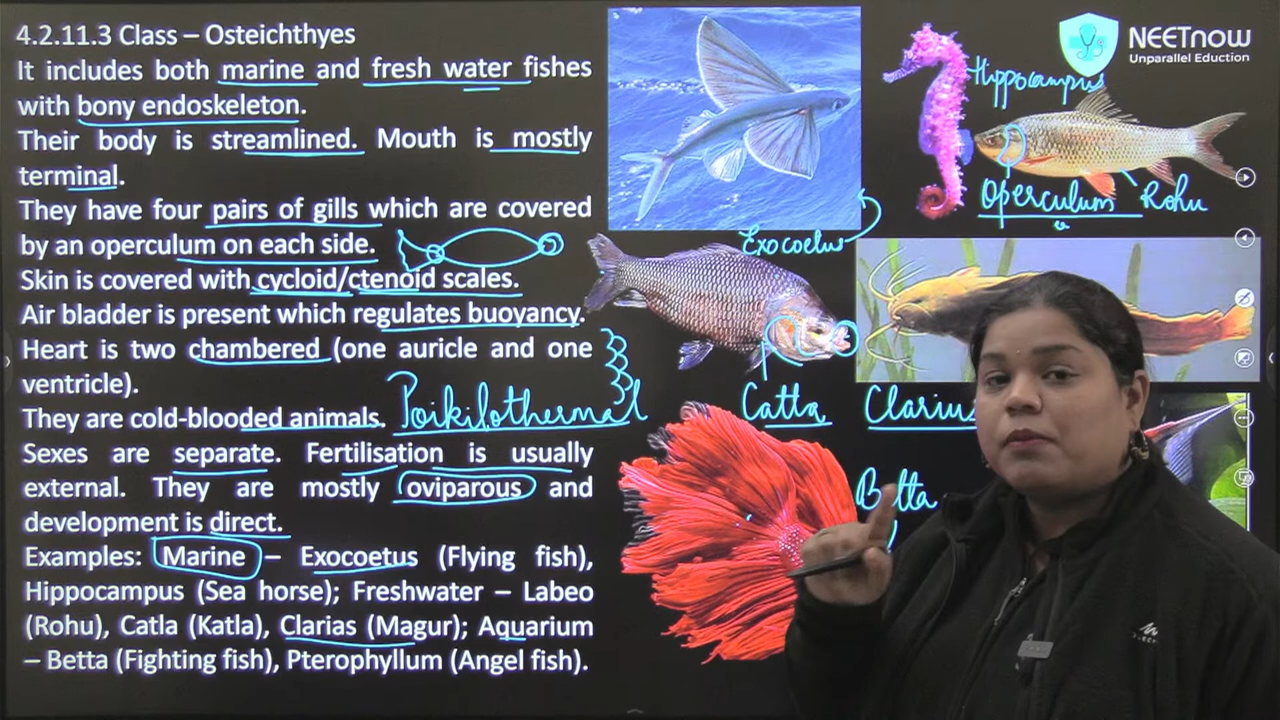 4.2.11.3 Class – Osteichthyes
It includes both marine and fresh water fishes
with bony endoskeleton.
Their body is streamlined. Mouth is mostly
terminal.
They have four pairs of gills which are covered
by an operculum on each side.
Skin is covered with cycloid/ctenoid scales.
Air bladder is present which regulates buoyancy.
Heart is two chambered (one auricle and one
ventricle).
They are cold-blooded animals. Poikilothermal
Sexes are separate. Fertilisation is usually
external. They are mostly oviparous and
development is direct.
Examples: Marine – Exocoetus (Flying fish),
Hippocampus (Sea horse); Freshwater – Labeo
(Rohu), Catla (Katla), Clarias (Magur); Aquarium
– Betta (Fighting fish), Pterophyllum (Angel fish).
NEETnow
Unparallel Eduction
Hippocampus
Operculum Rohu
Exocoetus
Catta
Clarius
Betta